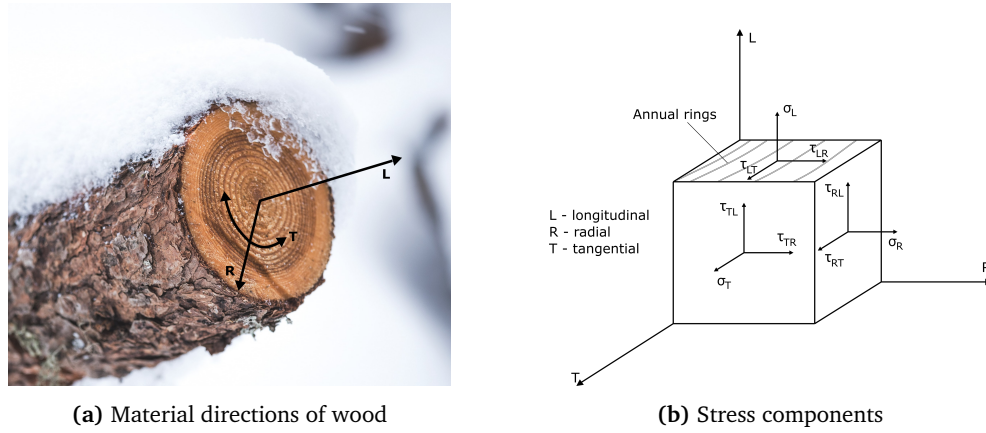 L
T
R
(a) Material directions of wood
L
Annual rings
σL
τLR
τLT
L - longitudinal
R - radial
T - tangential
τTL
τRL
τTR
σR
τRT
σT
R
T
(b) Stress components